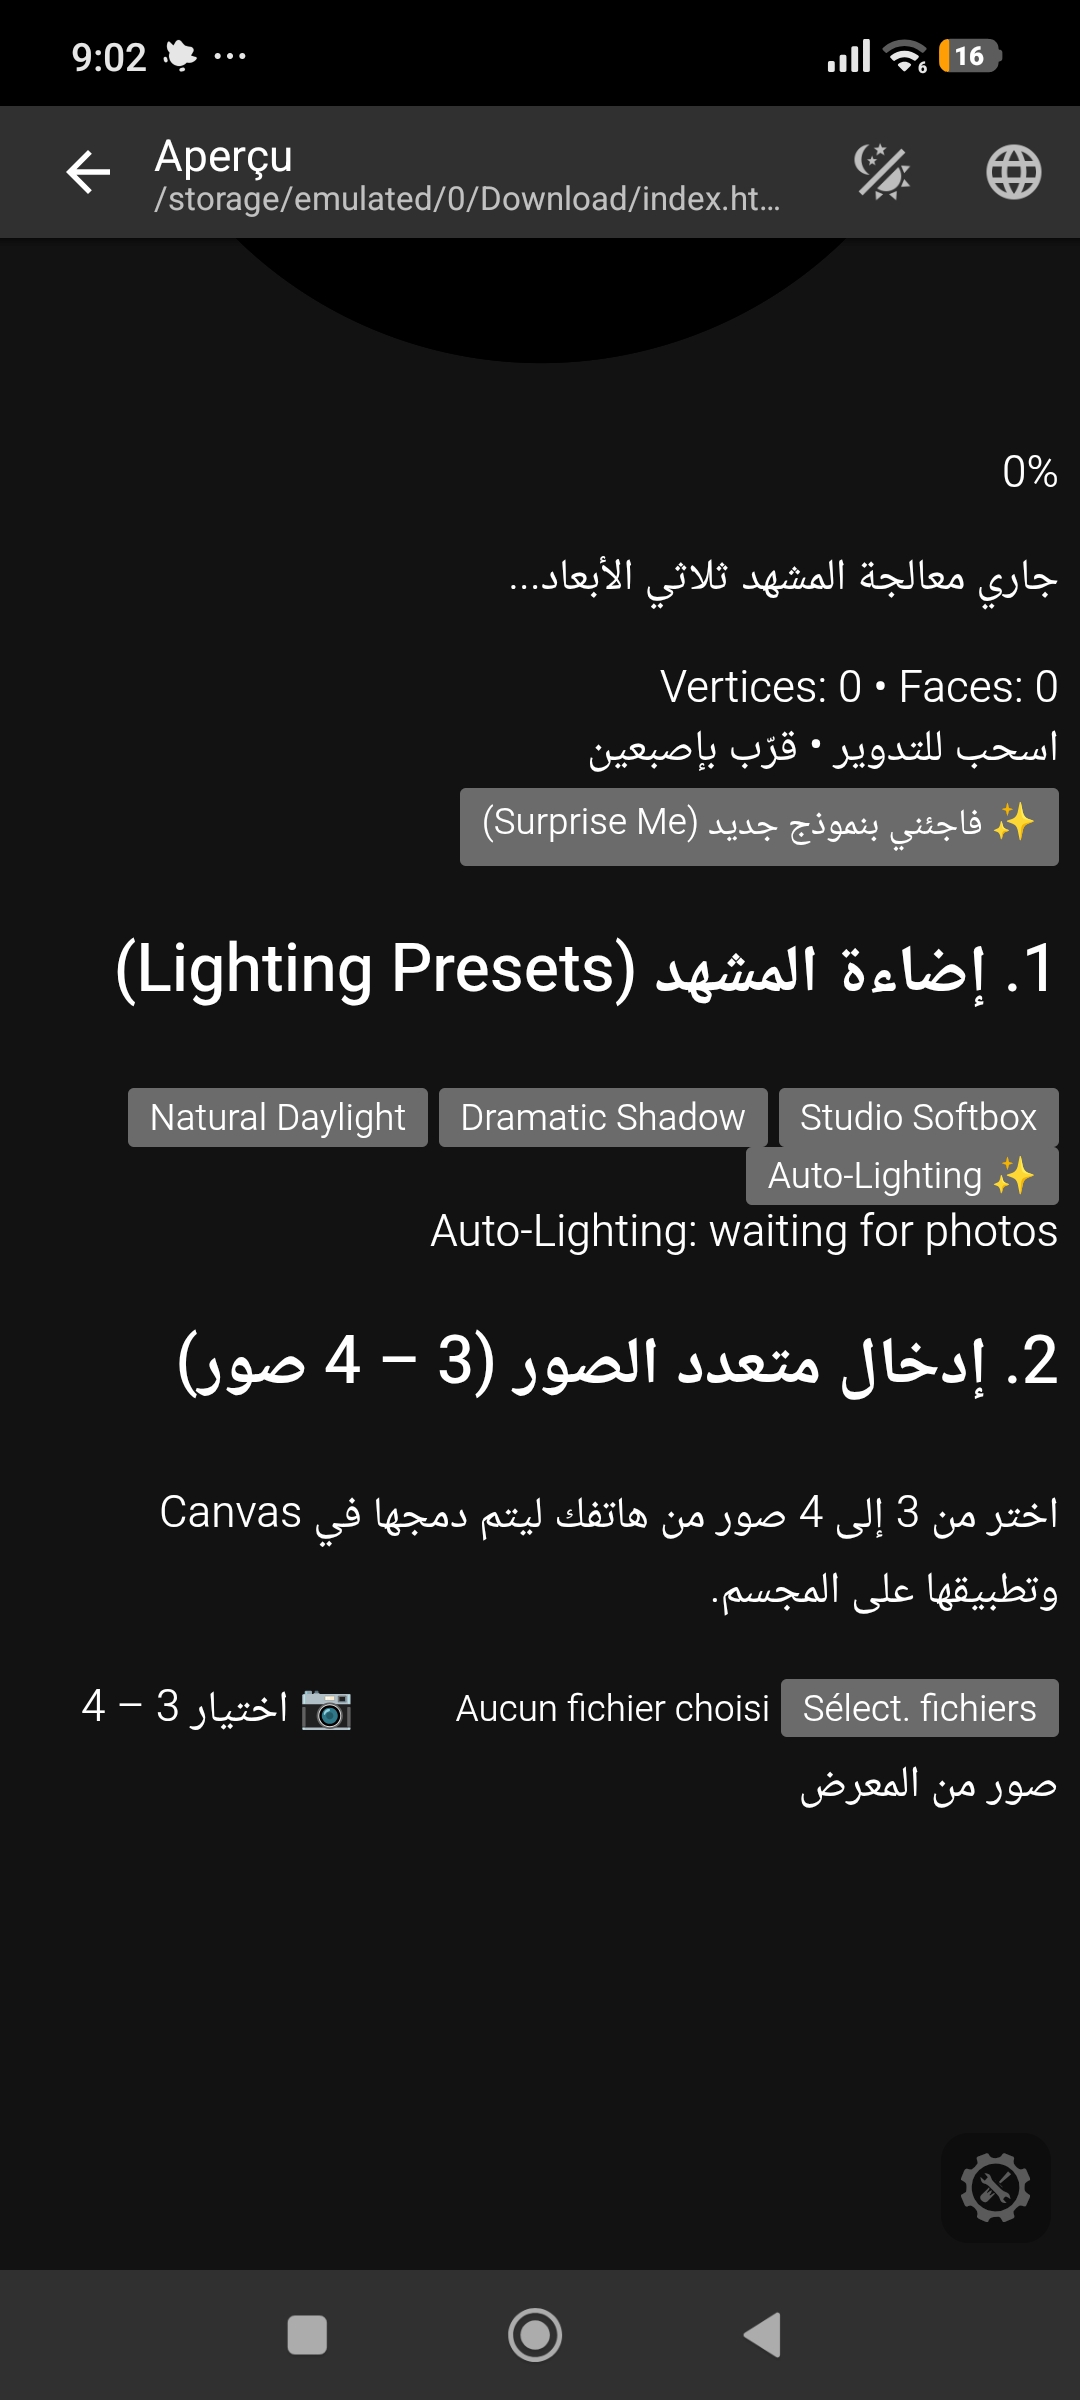 9:02 ...
6 16
Aperçu
/storage/emulated/0/Download/index.ht...
0%
جاري معالجة المشهد ثلاثي الأبعاد...
Vertices: 0 • Faces: 0
اسحب للتدوير • قرّب بإصبعين
✨ فاجئني بنموذج جديد (Surprise Me)
1. إضاءة المشهد (Lighting Presets)
Studio Softbox Dramatic Shadow Natural Daylight
Auto-Lighting ✨
Auto-Lighting: waiting for photos
2. إدخال متعدد الصور (3 – 4 صور)
اختر من 3 إلى 4 صور من هاتفك ليتم دمجها في Canvas
وتطبيقها على المجسم.
Sélect. fichiers Aucun fichier choisi 📷 اختيار 3 – 4
صور من المعرض